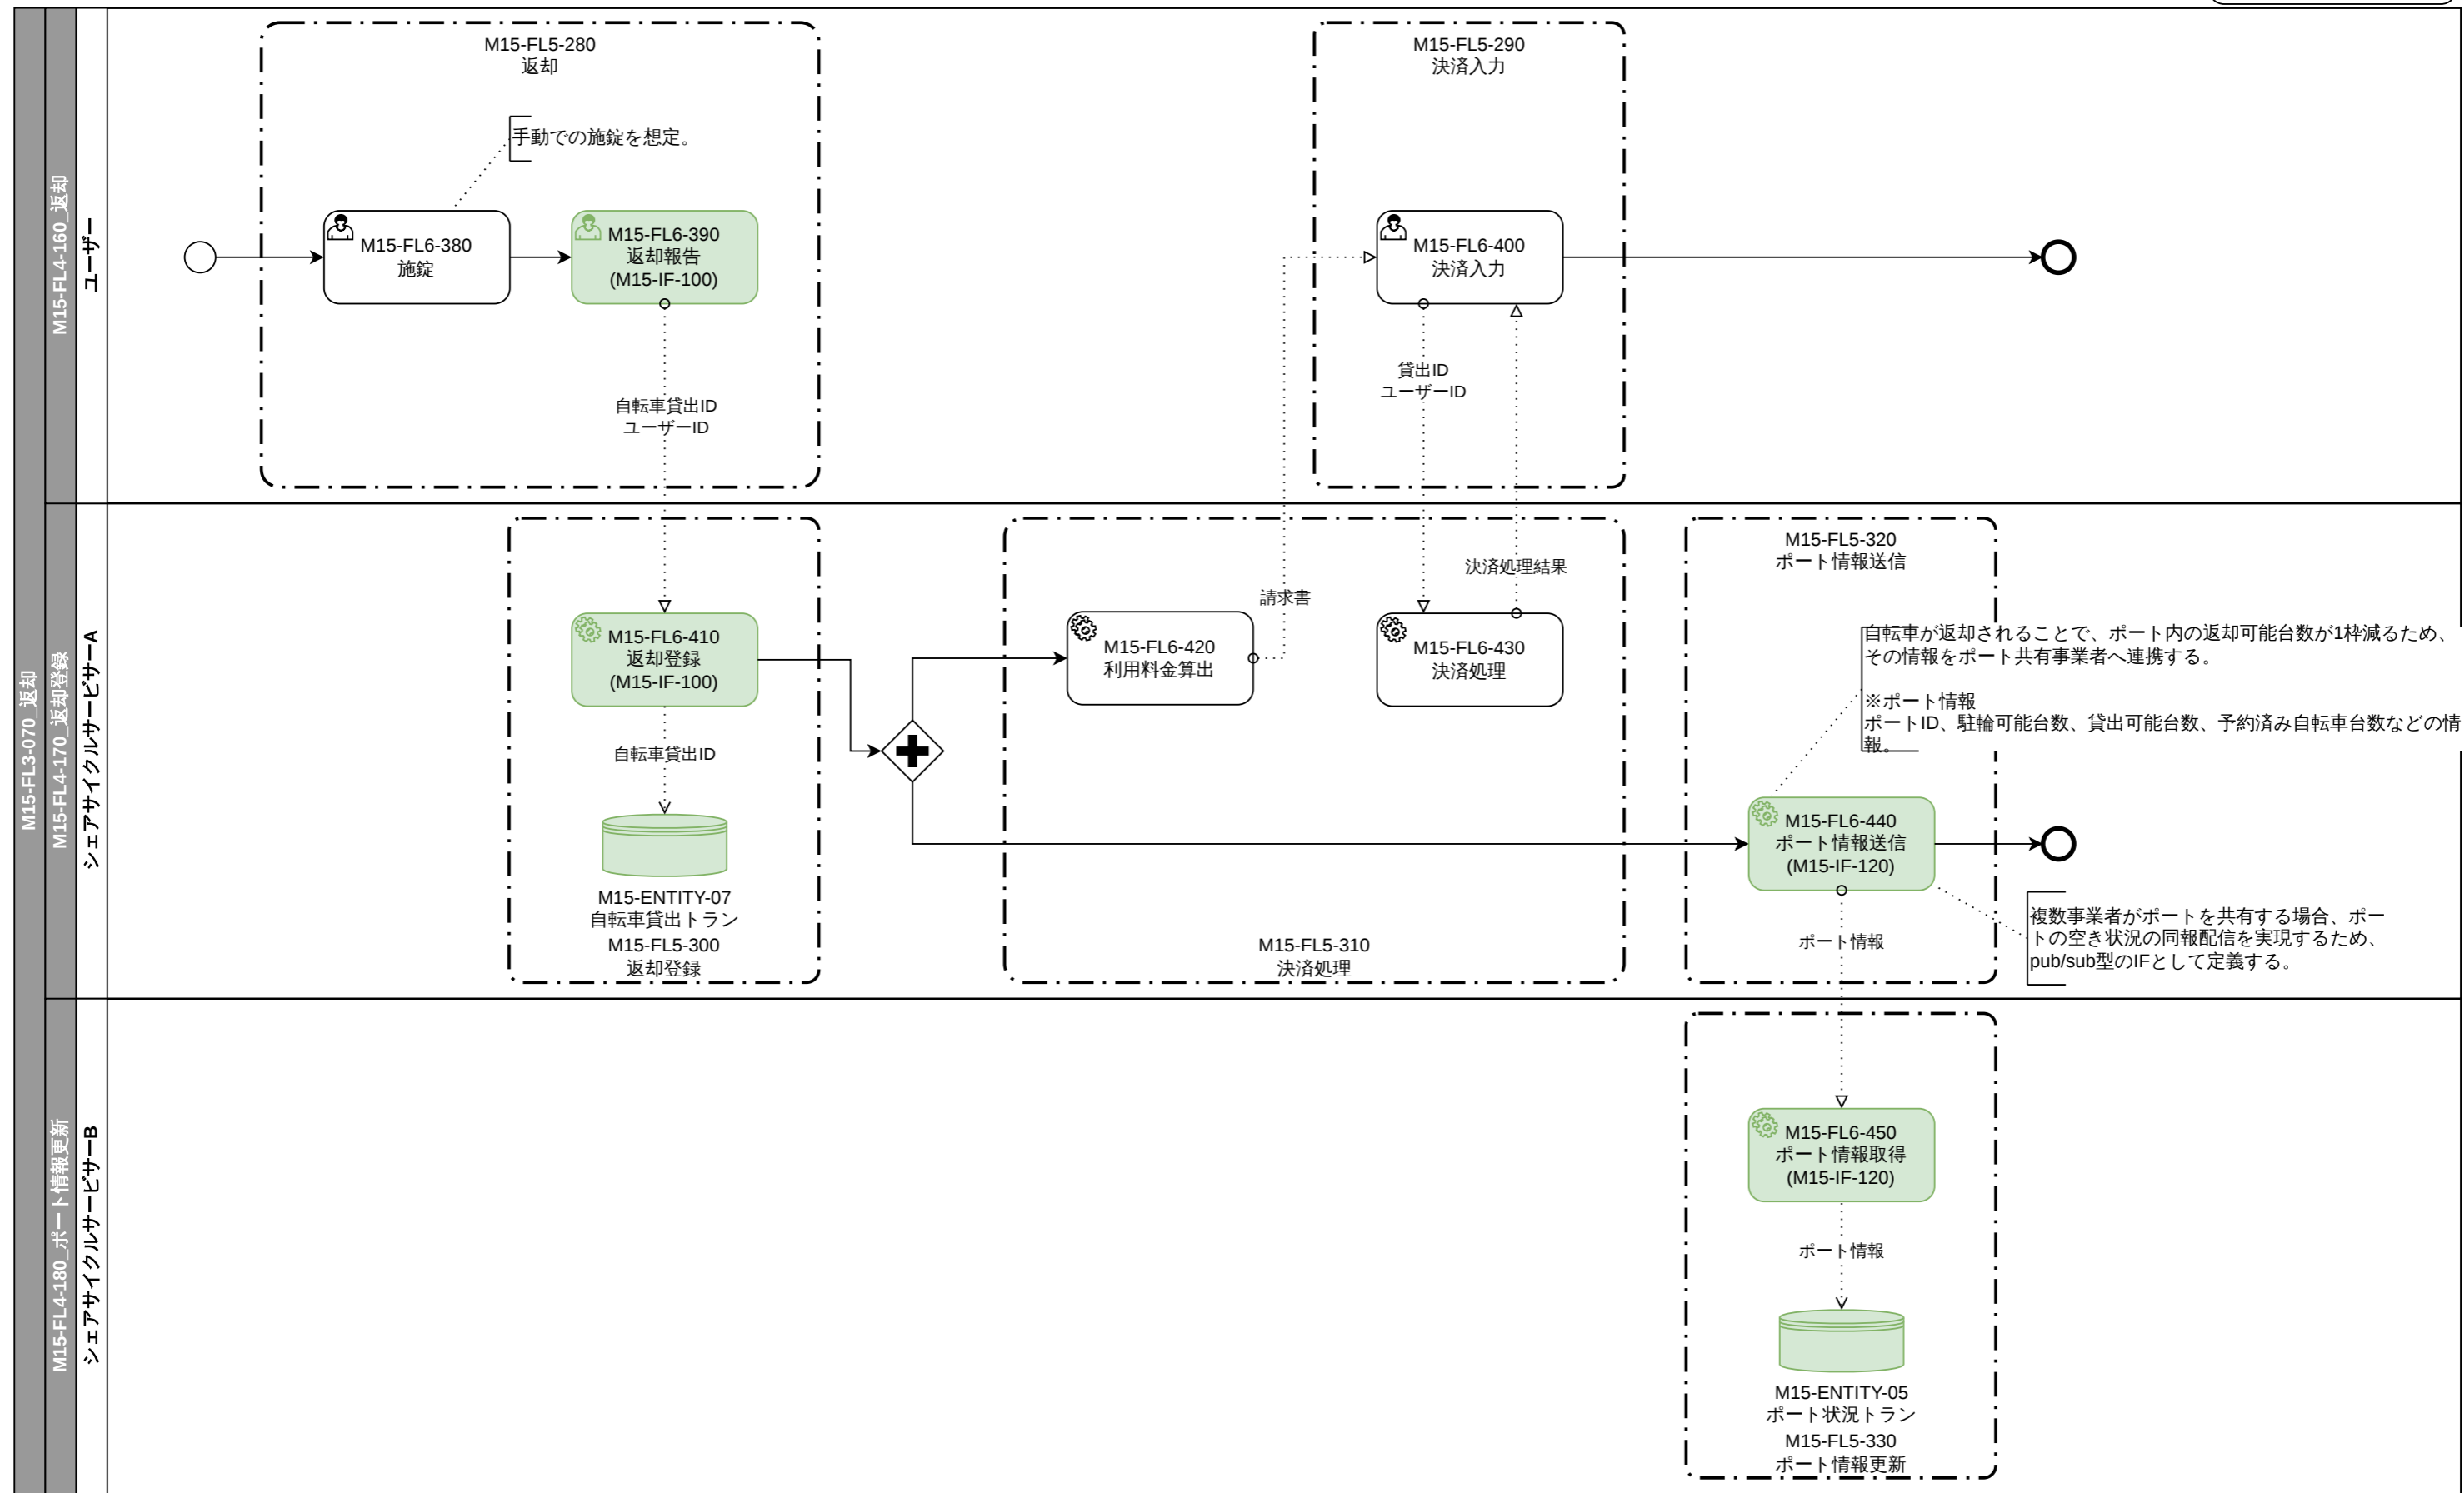 M15-FL3-070_返却
M15-FL4-160_返却
ユーザー
M15-FL5-280
返却
手動での施錠を想定。
M15-FL6-380
施錠
M15-FL6-390
返却報告
(M15-IF-100)
自転車貸出ID
ユーザーID
M15-FL5-290
決済入力
M15-FL6-400
決済入力
貸出ID
ユーザーID
M15-FL4-170_返却登録
シェアサイクルサービサーA
M15-FL6-410
返却登録
(M15-IF-100)
自転車貸出ID
M15-ENTITY-07
自転車貸出トラン
M15-FL5-300
返却登録
M15-FL6-420
利用料金算出
請求書
決済処理結果
M15-FL6-430
決済処理
M15-FL5-310
決済処理
M15-FL5-320
ポート情報送信
自転車が返却されることで、ポート内の返却可能台数が1枠減るため、
その情報をポート共有事業者へ連携する。
※ポート情報
ポートID、駐輪可能台数、貸出可能台数、予約済み自転車台数などの情
報。
M15-FL6-440
ポート情報送信
(M15-IF-120)
ポート情報
複数事業者がポートを共有する場合、ポー
トの空き状況の同報配信を実現するため、
pub/sub型のIFとして定義する。
M15-FL4-180_ポート情報更新
シェアサイクルサービサーB
M15-FL6-450
ポート情報取得
(M15-IF-120)
ポート情報
M15-ENTITY-05
ポート状況トラン
M15-FL5-330
ポート情報更新